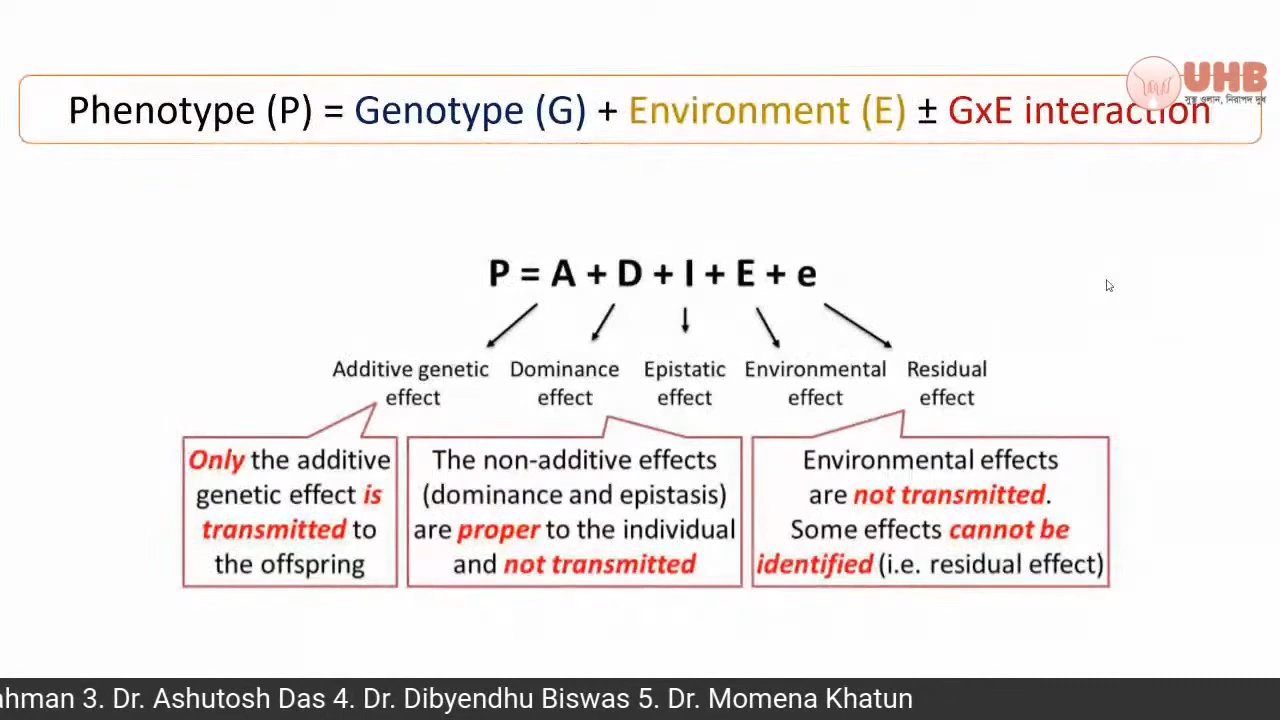 UHB
সুস্থ ওলান, নিরাপদ দুধ
Phenotype (P) = Genotype (G) + Environment (E) ± GxE interaction
P = A + D + I + E + e
Additive genetic effect
Dominance effect
Epistatic effect
Environmental effect
Residual effect
Only the additive
genetic effect is
transmitted to
the offspring
The non-additive effects
(dominance and epistasis)
are proper to the individual
and not transmitted
Environmental effects
are not transmitted.
Some effects cannot be
identified (i.e. residual effect)
3. Dr. Ashutosh Das 4. Dr. Dibyendhu Biswas 5. Dr. Momena Khatun